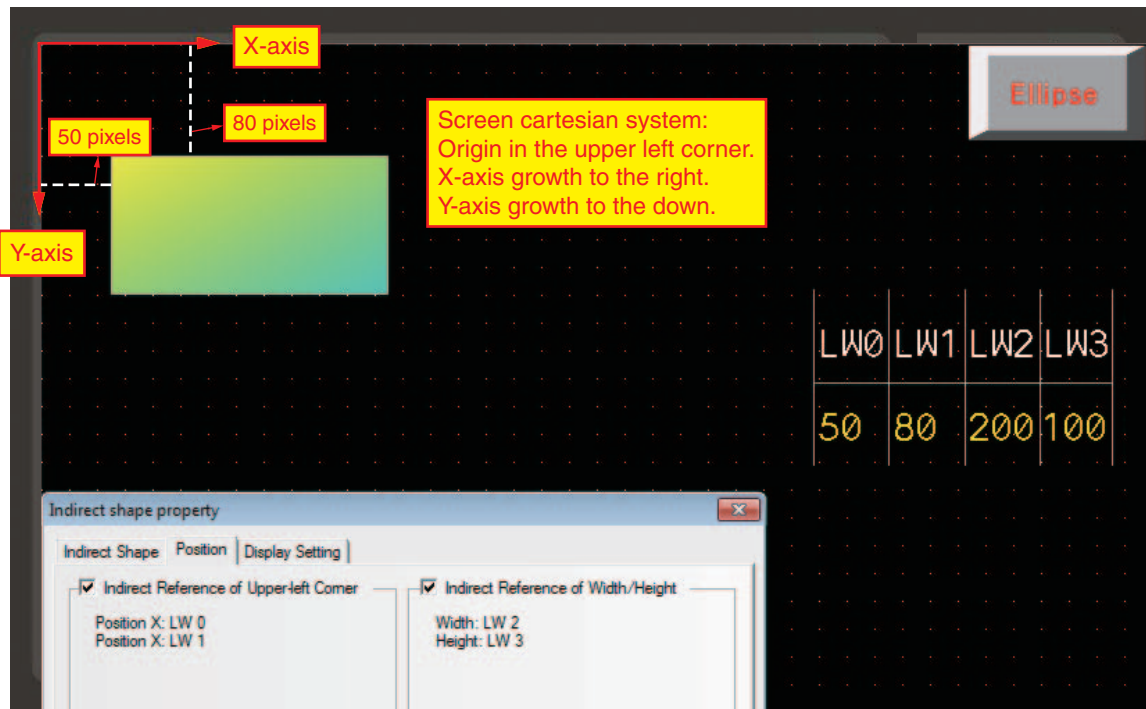 X-axis
Ellipse
50 pixels
80 pixels
Screen cartesian system:
Origin in the upper left corner.
X-axis growth to the right.
Y-axis growth to the down.
Y-axis
LW0 LW1 LW2 LW3
50 80 200 100
Indirect shape property
Indirect Shape Position Display Setting
Indirect Reference of Upper-left Corner
Position X: LW 0
Position X: LW 1
Indirect Reference of Width/Height
Width: LW 2
Height: LW 3